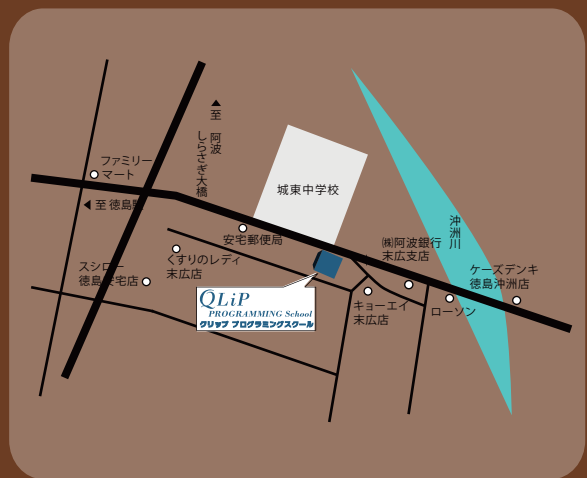 至 阿波
しらさぎ大橋
ファミリー
マート
至 徳島駅
城東中学校
沖洲川
安宅郵便局
㈱阿波銀行
末広支店
くすりのレディ
末広店
ケーズデンキ
徳島沖洲店
スシロー
徳島安宅店
QLiP
PROGRAMMING School
クリップ プログラミングスクール
キョーエイ
末広店
ローソン